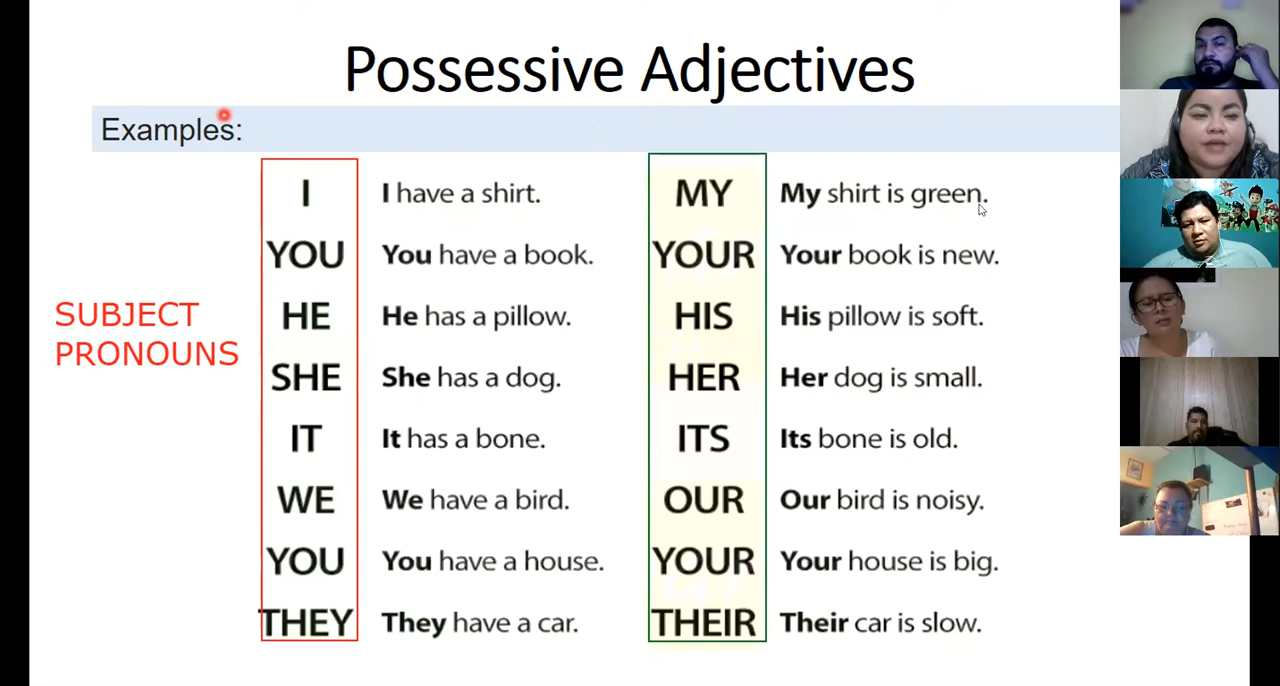 Possessive Adjectives
Examples:
SUBJECT
PRONOUNS
I I have a shirt. MY My shirt is green.
YOU You have a book. YOUR Your book is new.
HE He has a pillow. HIS His pillow is soft.
SHE She has a dog. HER Her dog is small.
IT It has a bone. ITS Its bone is old.
WE We have a bird. OUR Our bird is noisy.
YOU You have a house. YOUR Your house is big.
THEY They have a car. THEIR Their car is slow.